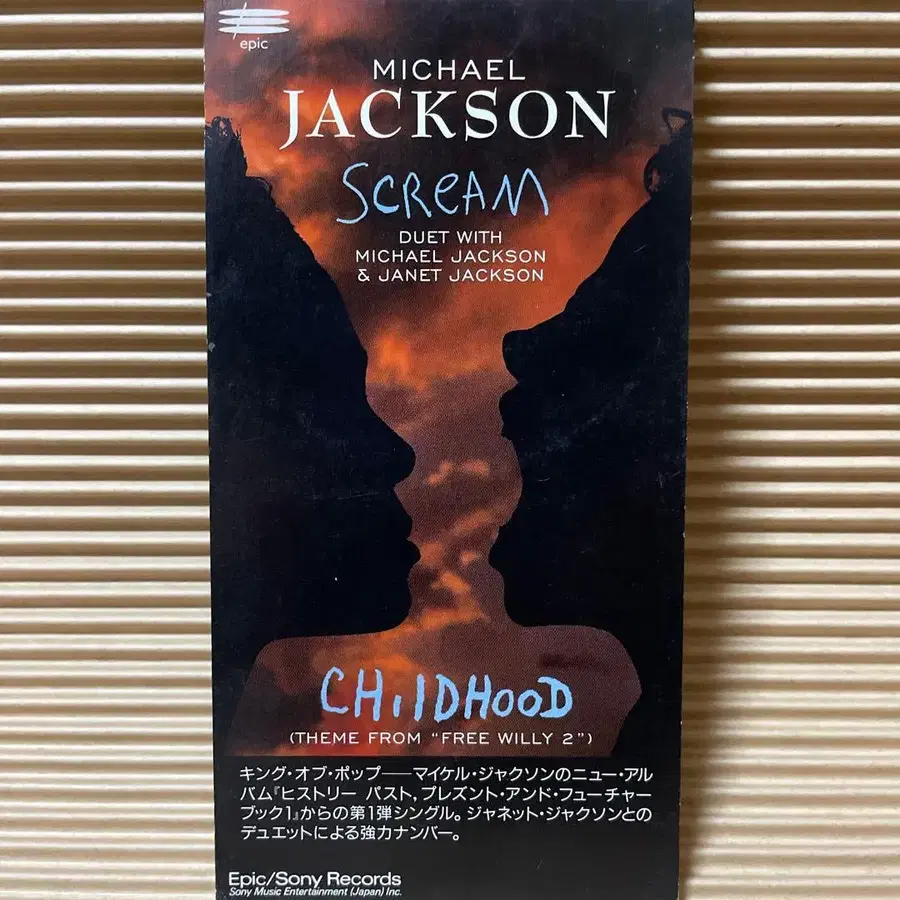 epic
MICHAEL
JACKSON
SCREAM
DUET WITH
MICHAEL JACKSON
& JANET JACKSON
CHilDHOOD
(THEME FROM “FREE WILLY 2”)
キング・オブ・ポップ――マイケル・ジャクソンのニュー・アル
バム『ヒストリー パスト,プレズント・アンド・フューチャー
ブック1』からの第1弾シングル。ジャネット・ジャクソンとの
デュエットによる強力ナンバー。
Epic/Sony Records
Sony Music Entertainment (Japan) Inc.